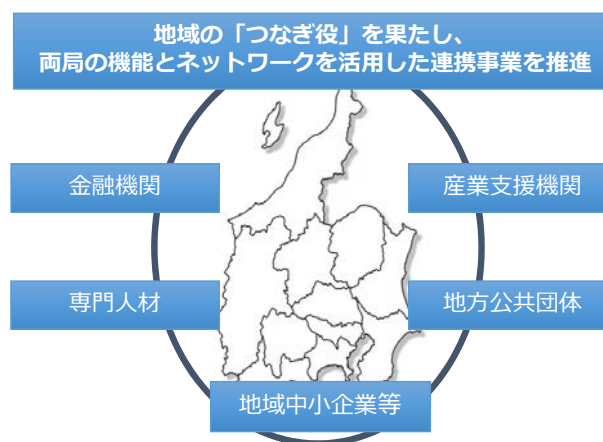 地域の「つなぎ役」を果たし、
両局の機能とネットワークを活用した連携事業を推進
金融機関
産業支援機関
専門人材
地方公共団体
地域中小企業等